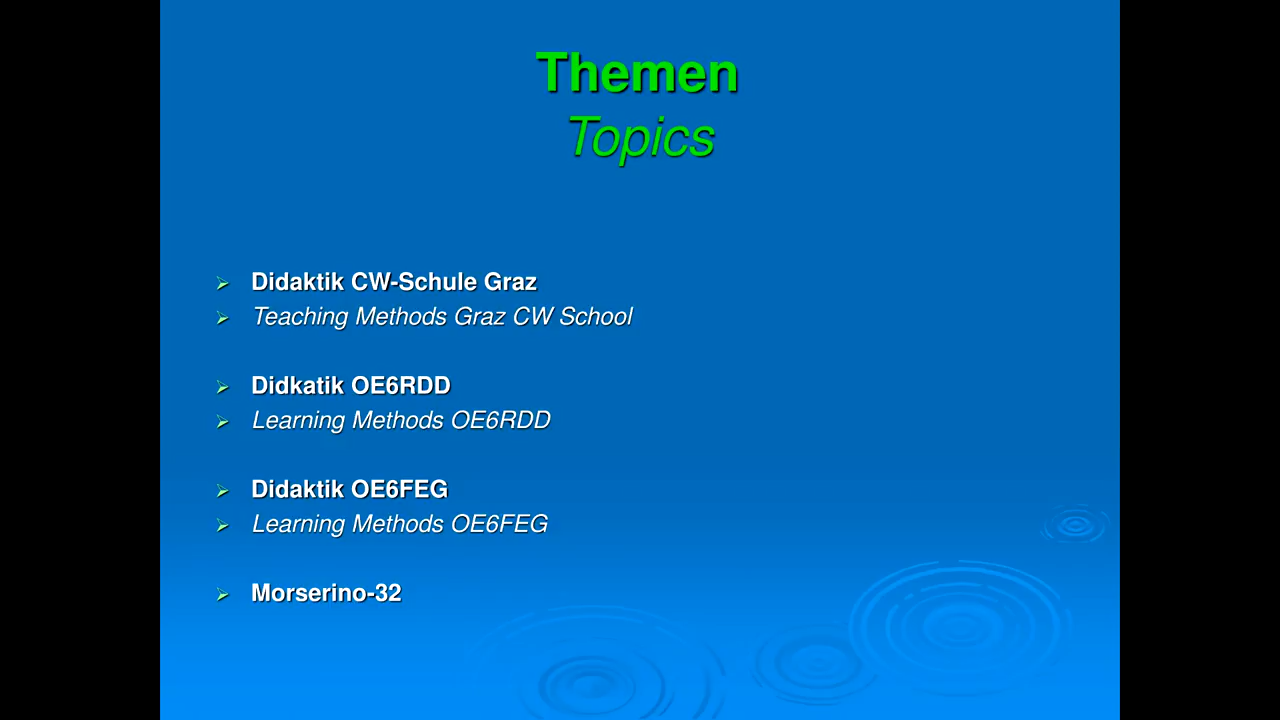 Themen
Topics
Didaktik CW-Schule Graz
Teaching Methods Graz CW School
Didkatik OE6RDD
Learning Methods OE6RDD
Didaktik OE6FEG
Learning Methods OE6FEG
Morserino-32